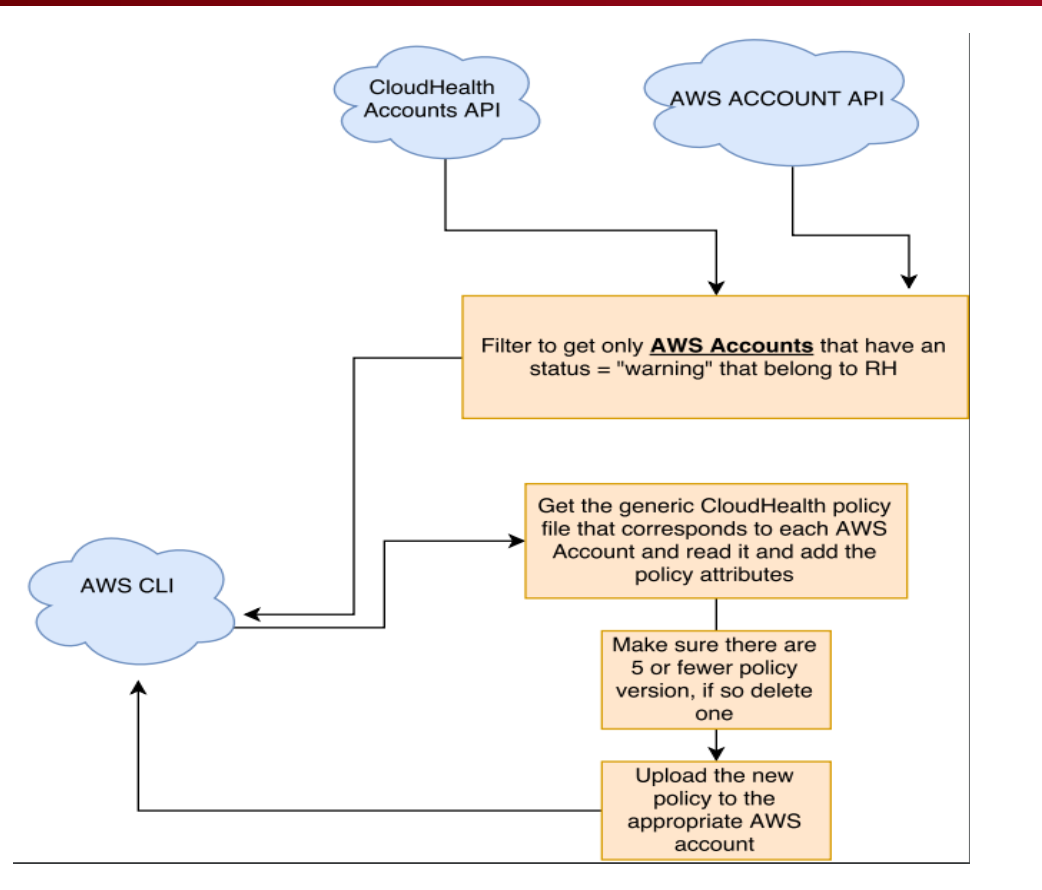 CloudHealth
Accounts API
AWS ACCOUNT API
Filter to get only AWS Accounts that have an
status = "warning" that belong to RH
Get the generic CloudHealth policy
file that corresponds to each AWS
Account and read it and add the
policy attributes
AWS CLI
Make sure there are
5 or fewer policy
version, if so delete
one
Upload the new
policy to the
appropriate AWS
account